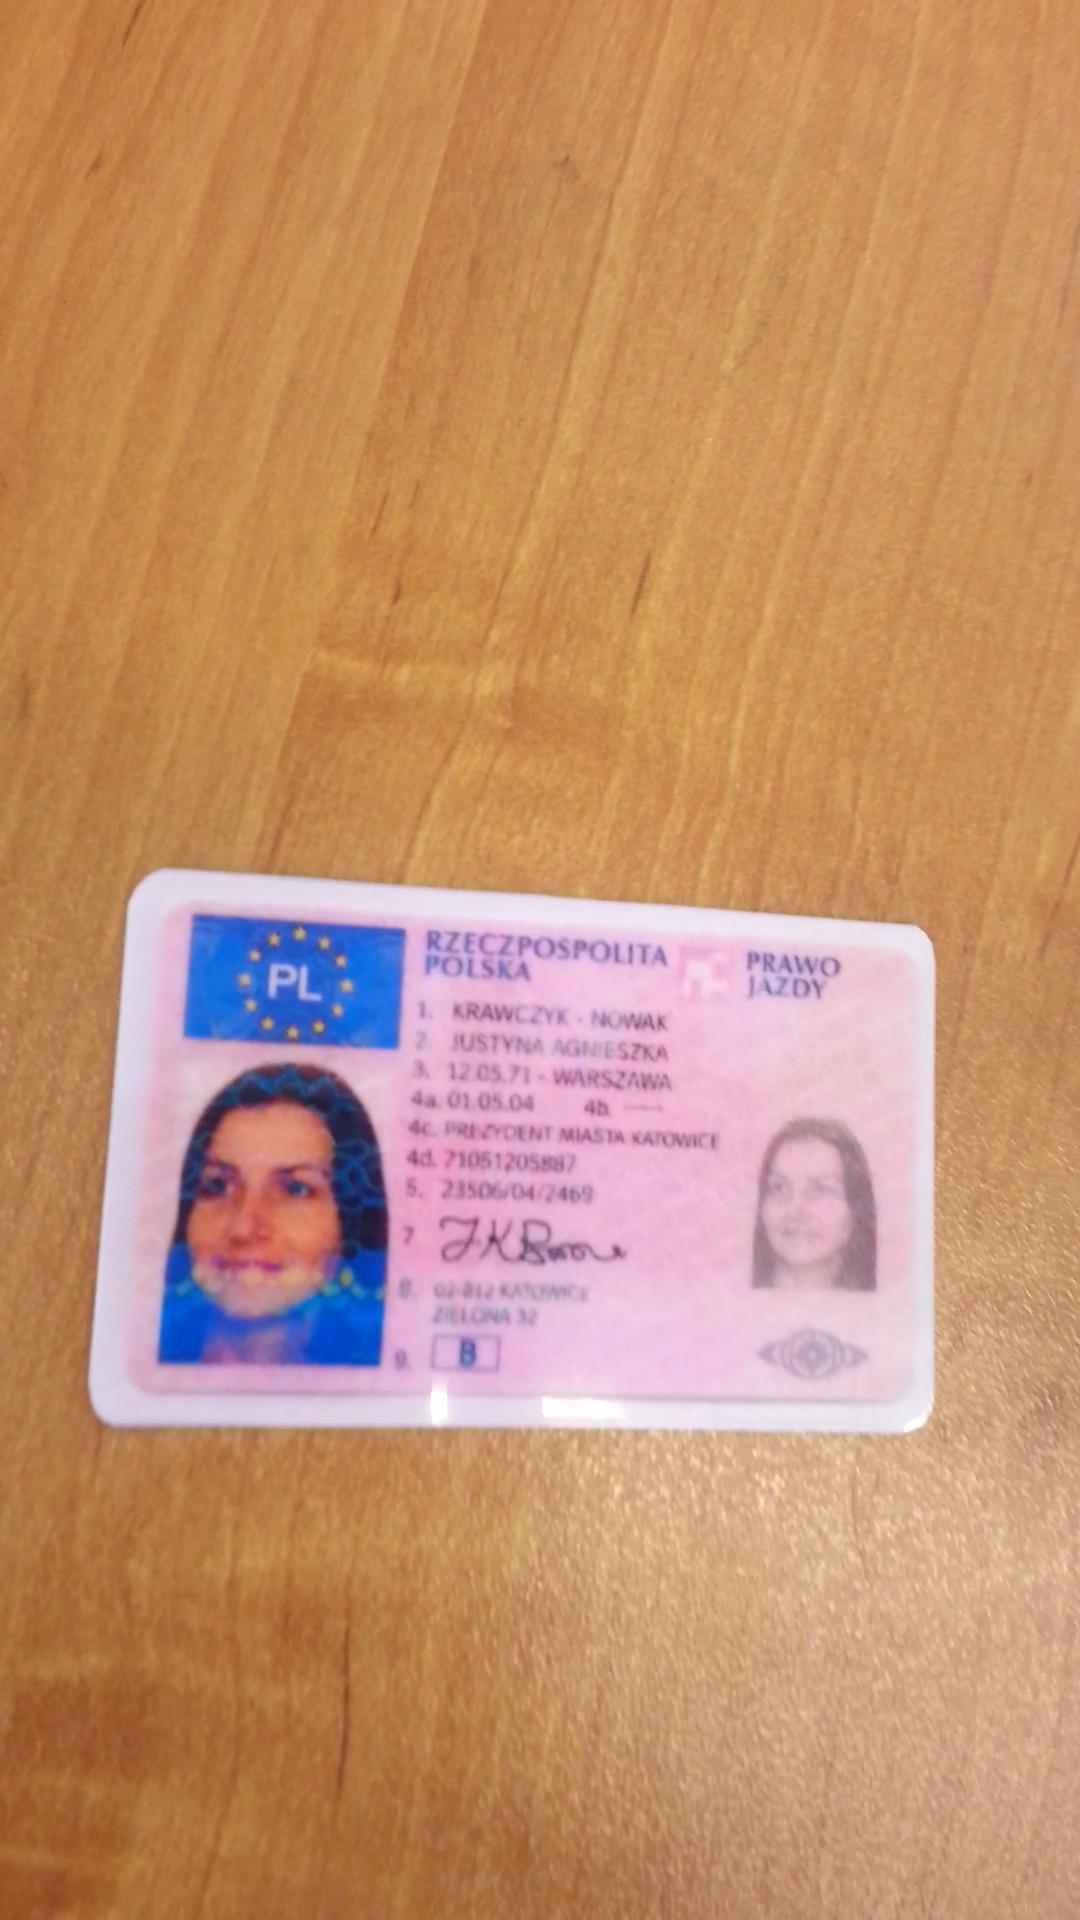 PL
RZECZPOSPOLITA POLSKA
PRAWO JAZDY
1. KRAWCZYK - NOWAK
2. JUSTYNA AGNIESZKA
3. 12.05.71 - WARSZAWA
4a. 01.05.04 4b. ——
4c. PREZYDENT MIASTA KATOWICE
4d. 71051205887
5. 23506/04/2469
7
8. 02-812 KATOWICE
ZIELONA 32
9. B